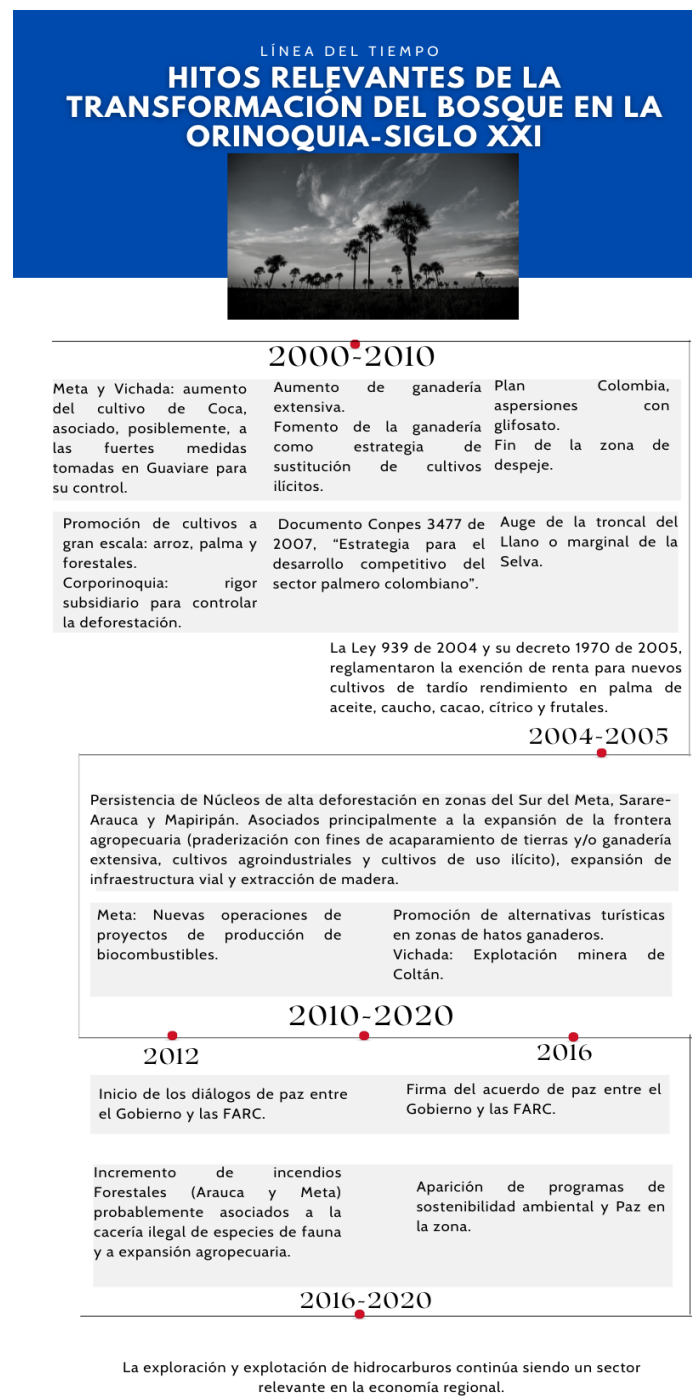 LÍNEA DEL TIEMPO
HITOS RELEVANTES DE LA
TRANSFORMACIÓN DEL BOSQUE EN LA
ORINOQUIA-SIGLO XXI
2000-2010
Meta y Vichada: aumento
del cultivo de Coca,
asociado, posiblemente, a
las fuertes medidas
tomadas en Guaviare para
su control.
Aumento de ganadería
extensiva.
Fomento de la ganadería
como estrategia de
sustitución de cultivos
ilícitos.
Plan Colombia,
aspersiones con
glifosato.
Fin de la zona de
despeje.
Promoción de cultivos a
gran escala: arroz, palma y
forestales.
Corporinoquia: rigor
subsidiario para controlar
la deforestación.
Documento Conpes 3477 de
2007, “Estrategia para el
desarrollo competitivo del
sector palmero colombiano”.
Auge de la troncal del
Llano o marginal de la
Selva.
La Ley 939 de 2004 y su decreto 1970 de 2005,
reglamentaron la exención de renta para nuevos
cultivos de tardío rendimiento en palma de
aceite, caucho, cacao, cítrico y frutales.
2004-2005
Persistencia de Núcleos de alta deforestación en zonas del Sur del Meta, Sarare-
Arauca y Mapiripán. Asociados principalmente a la expansión de la frontera
agropecuaria (praderización con fines de acaparamiento de tierras y/o ganadería
extensiva, cultivos agroindustriales y cultivos de uso ilícito), expansión de
infraestructura vial y extracción de madera.
Meta: Nuevas operaciones de
proyectos de producción de
biocombustibles.
Promoción de alternativas turísticas
en zonas de hatos ganaderos.
Vichada: Explotación minera de
Coltán.
2010-2020
2012
2016
Inicio de los diálogos de paz entre
el Gobierno y las FARC.
Firma del acuerdo de paz entre el
Gobierno y las FARC.
Incremento de incendios
Forestales (Arauca y Meta)
probablemente asociados a la
cacería ilegal de especies de fauna
y a expansión agropecuaria.
Aparición de programas de
sostenibilidad ambiental y Paz en
la zona.
2016-2020
La exploración y explotación de hidrocarburos continúa siendo un sector
relevante en la economía regional.